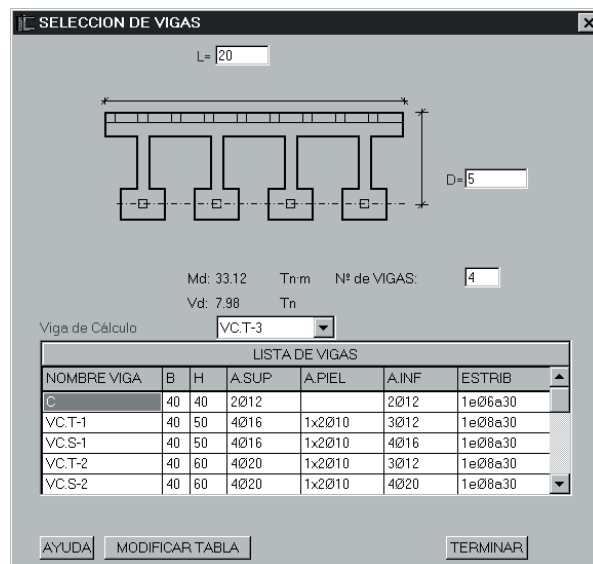 SELECCION DE VIGAS
L= 20
D= 5
Md: 33.12 Tn·m Nº de VIGAS: 4
Vd: 7.98 Tn
Viga de Cálculo VC.T-3
LISTA DE VIGAS
NOMBRE VIGA B H A.SUP A.PIEL A.INF ESTRIB
C 40 40 2Ø12 2Ø12 1eØ6a30
VC.T-1 40 50 4Ø16 1x2Ø10 3Ø12 1eØ8a30
VC.S-1 40 50 4Ø16 1x2Ø10 4Ø16 1eØ8a30
VC.T-2 40 60 4Ø20 1x2Ø10 3Ø12 1eØ8a30
VC.S-2 40 60 4Ø20 1x2Ø10 4Ø20 1eØ8a30
AYUDA MODIFICAR TABLA TERMINAR